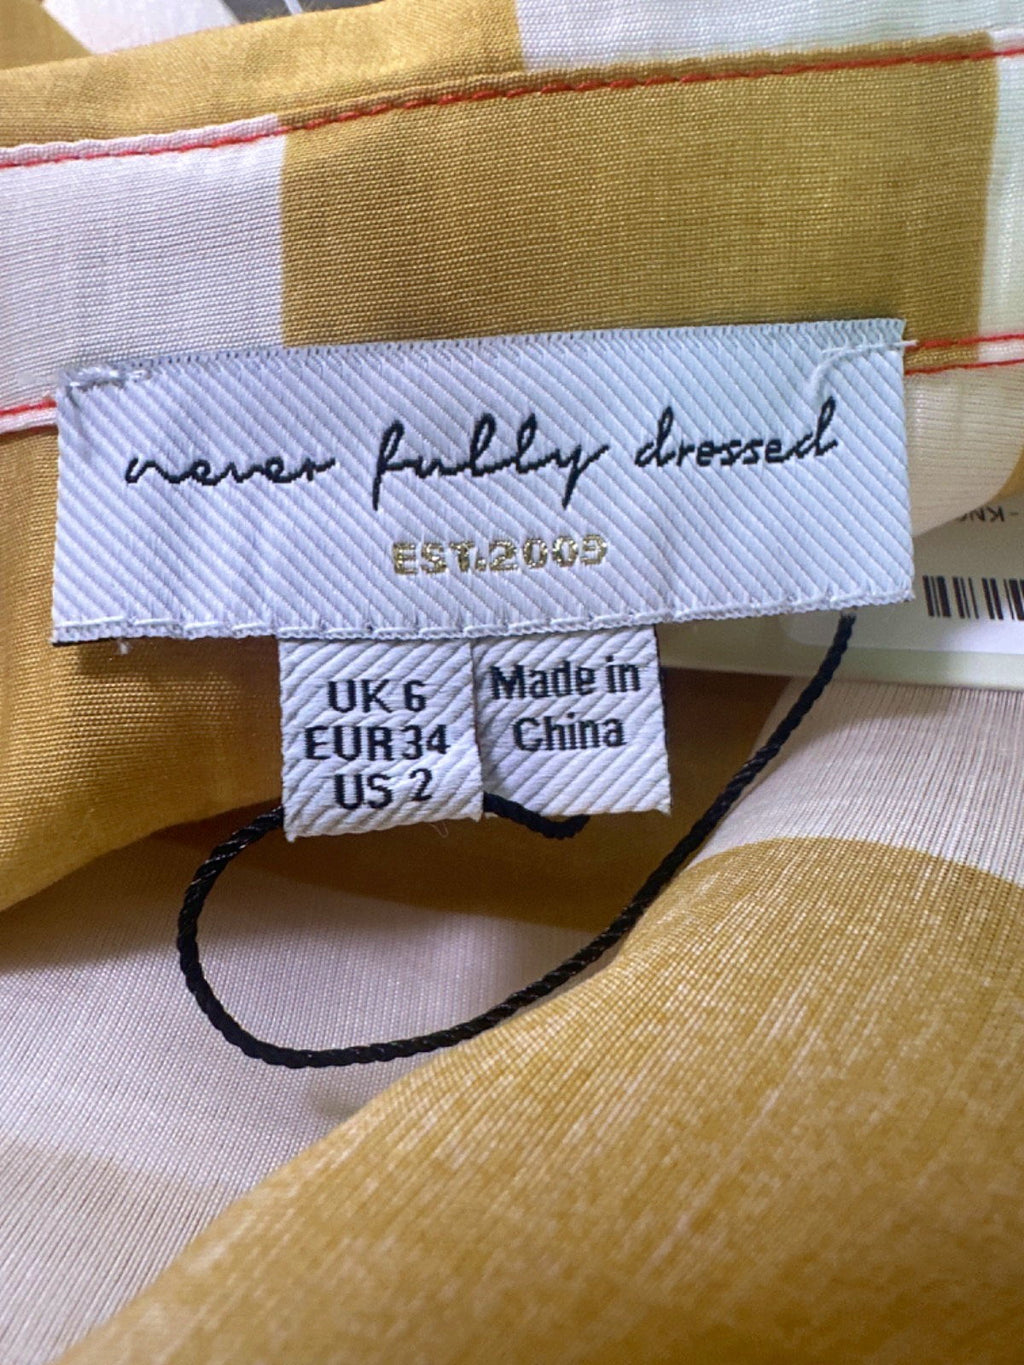 never fully dressed
EST.2009
UK 6
EUR 34
US 2
Made in
China